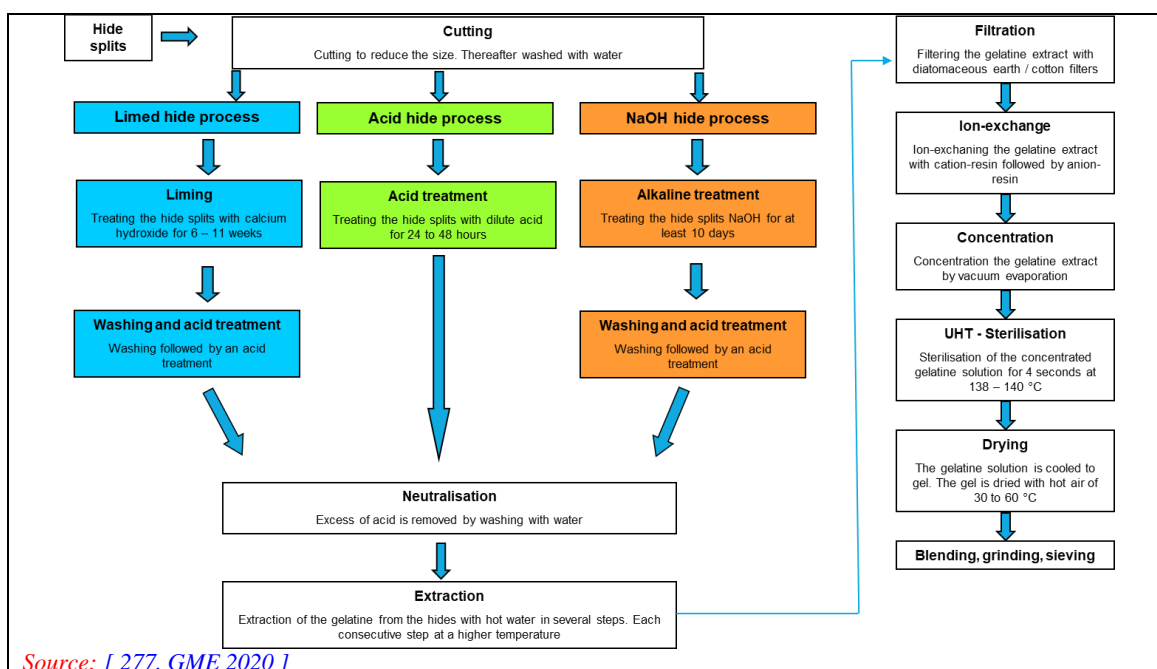 Hide
splits
Cutting
Cutting to reduce the size. Thereafter washed with water
Limed hide process
Acid hide process
NaOH hide process
Liming
Treating the hide splits with calcium
hydroxide for 6 – 11 weeks
Acid treatment
Treating the hide splits with dilute acid
for 24 to 48 hours
Alkaline treatment
Treating the hide splits NaOH for at
least 10 days
Washing and acid treatment
Washing followed by an acid
treatment
Washing and acid treatment
Washing followed by an acid
treatment
Neutralisation
Excess of acid is removed by washing with water
Extraction
Extraction of the gelatine from the hides with hot water in several steps. Each
consecutive step at a higher temperature
Filtration
Filtering the gelatine extract with
diatomaceous earth / cotton filters
Ion-exchange
Ion-exchaning the gelatine extract
with cation-resin followed by anion-
resin
Concentration
Concentration the gelatine extract
by vacuum evaporation
UHT - Sterilisation
Sterilisation of the concentrated
gelatine solution for 4 seconds at
138 – 140 °C
Drying
The gelatine solution is cooled to
gel. The gel is dried with hot air of
30 to 60 °C
Blending, grinding, sieving
Source: [ 277, GME 2020 ]